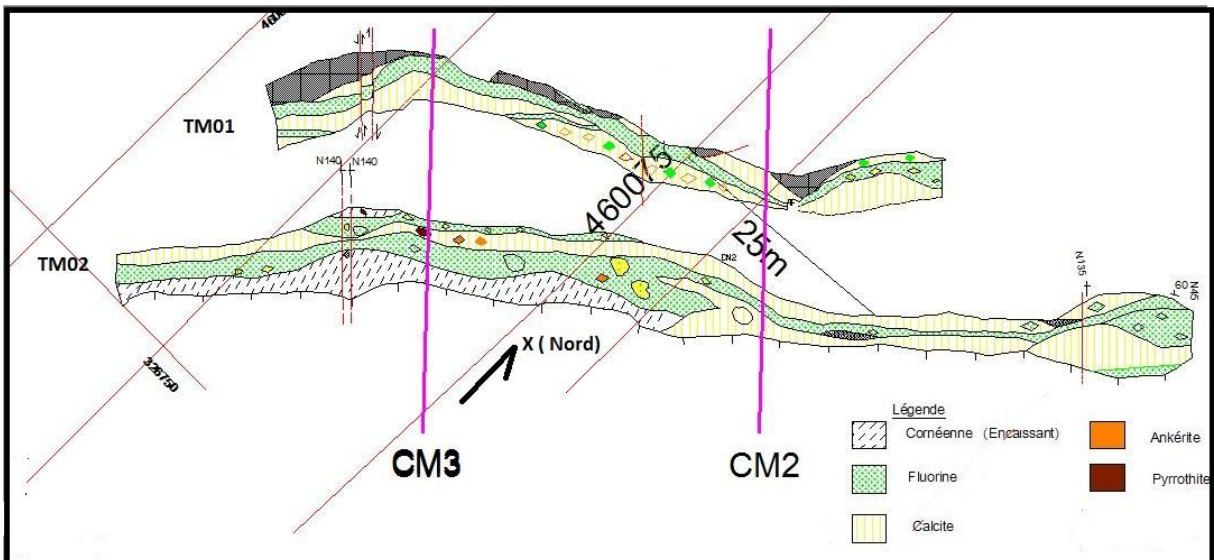 TM01
N140 N140
TM02
460075
25m
DN2
N135
60
N45
X ( Nord)
326750
CM3
CM2
Légende
Cornéenne (Encaissant)
Ankérite
Fluorine
Pyrrothite
Calcite